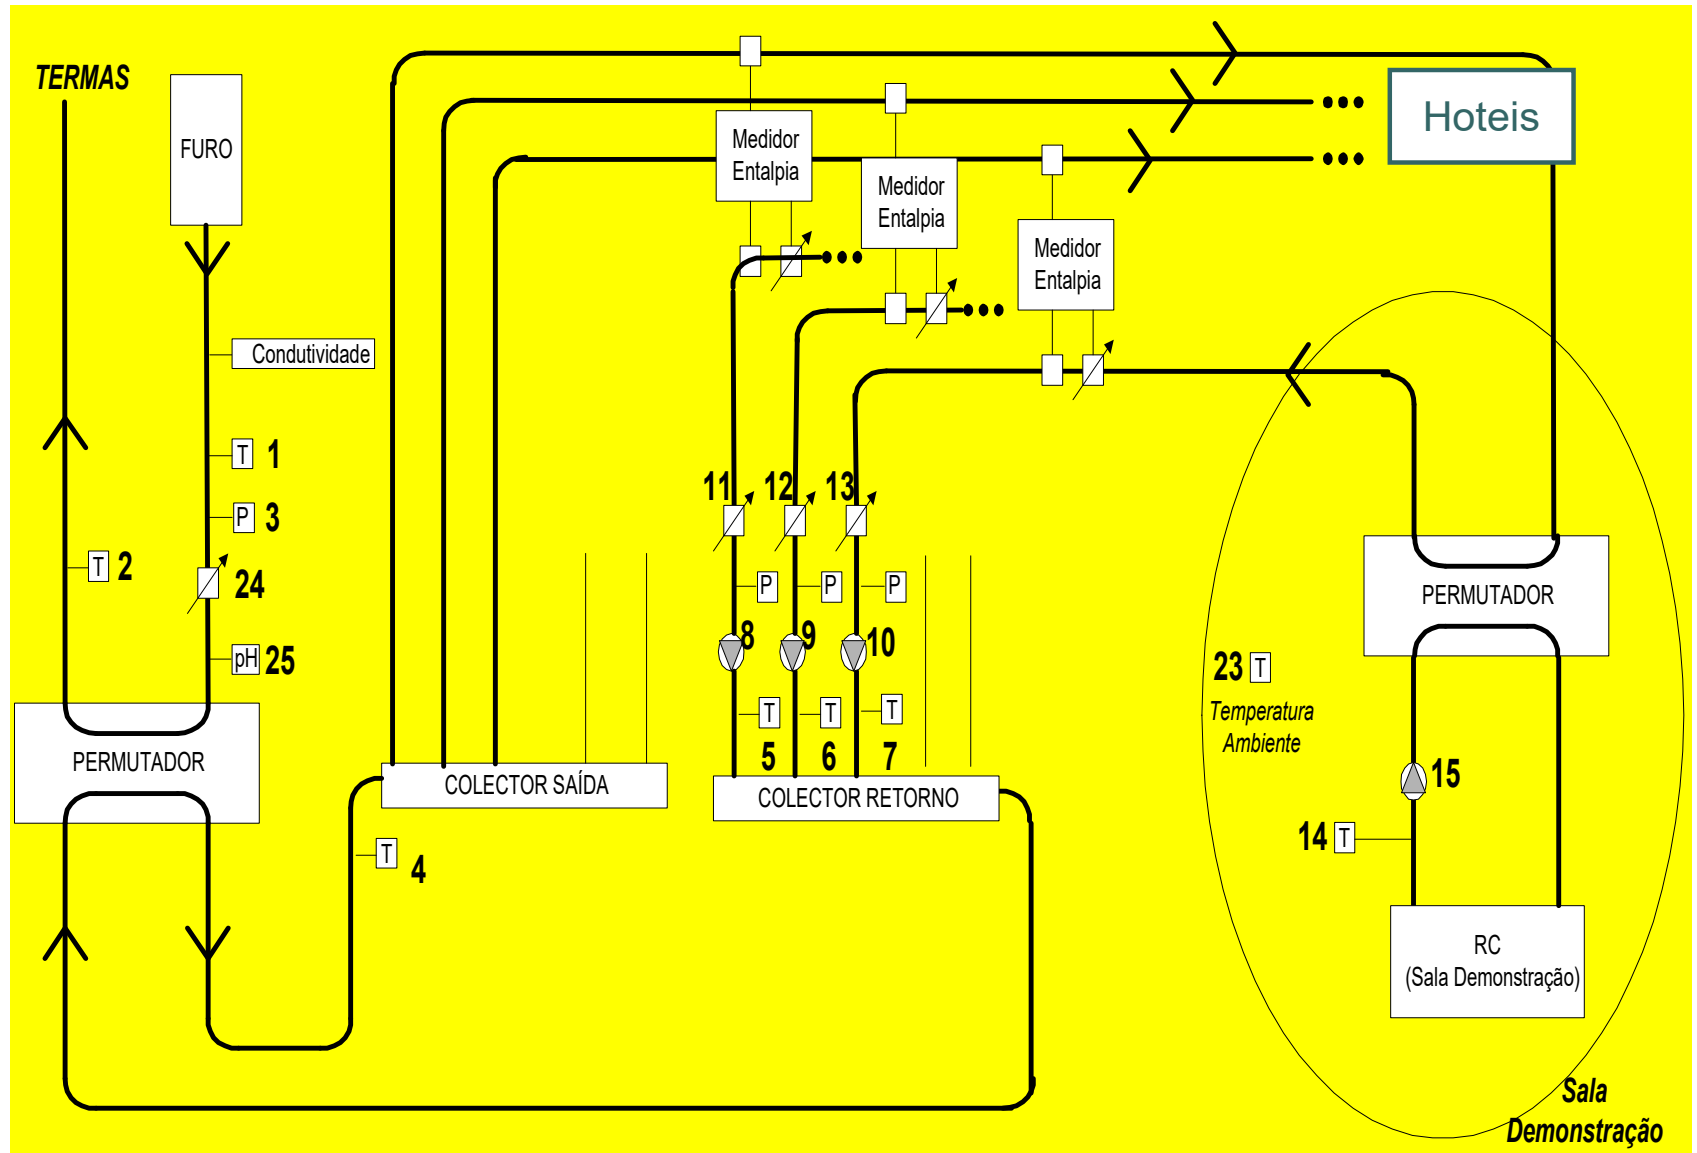 TERMAS
FURO
Hoteis
Medidor
Entalpia
Medidor
Entalpia
Medidor
Entalpia
Condutividade
T 1
P 3
T 2
24
pH 25
PERMUTADOR
COLECTOR SAÍDA
T 4
11 12 13
P P P
8 9 10
T T T
5 6 7
COLECTOR RETORNO
PERMUTADOR
23 T
Temperatura
Ambiente
15
14 T
RC
(Sala Demonstração)
Sala
Demonstração